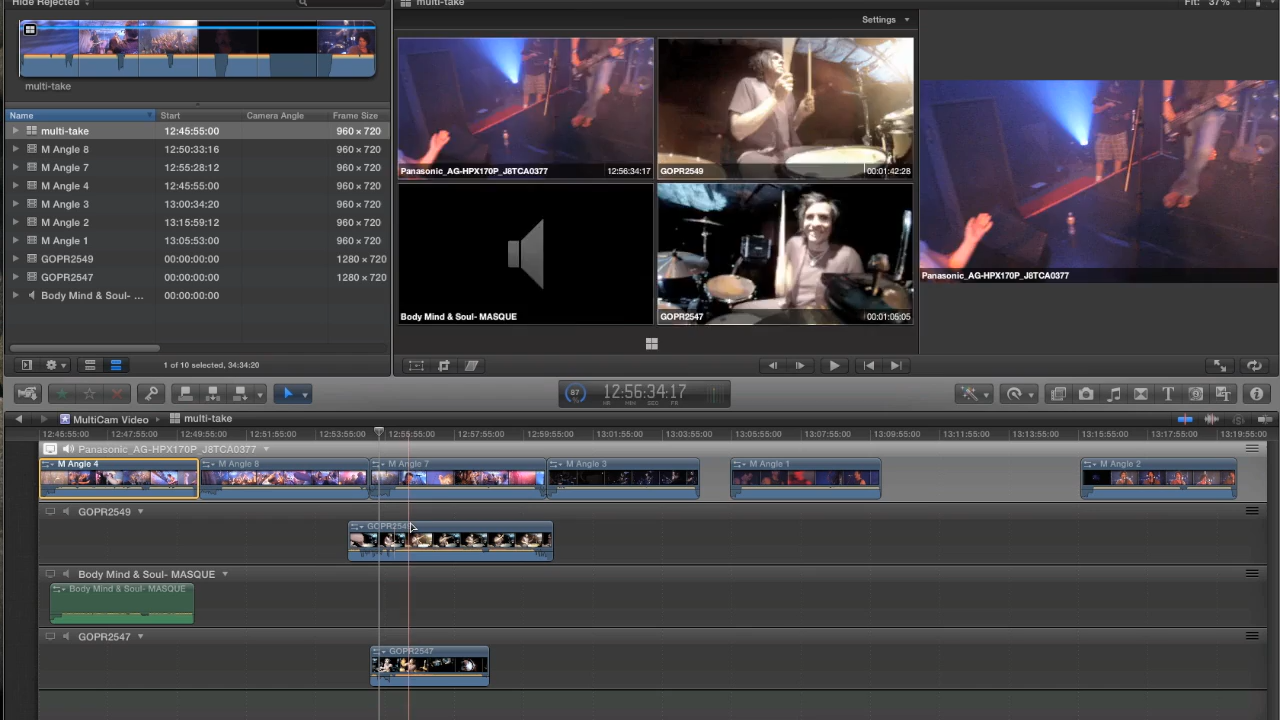 Hide Rejected
multi-take
Fit: 37%
Settings
multi-take
Panasonic_AG-HPX170P_J8TCA0377 12:56:34:17
GOPR2549 00:01:42:28
Panasonic_AG-HPX170P_J8TCA0377
Body Mind & Soul- MASQUE
GOPR2547 00:01:05:05
Name Start Camera Angle Frame Size
multi-take 12:45:55:00 960 × 720
M Angle 8 12:50:33:16 960 × 720
M Angle 7 12:55:28:12 960 × 720
M Angle 4 12:45:55:00 960 × 720
M Angle 3 13:00:34:20 960 × 720
M Angle 2 13:15:59:12 960 × 720
M Angle 1 13:05:53:00 960 × 720
GOPR2549 00:00:00:00 1280 × 720
GOPR2547 00:00:00:00 1280 × 720
Body Mind & Soul- ... 00:00:00:00
1 of 10 selected, 34:34:20
97 12:56:34:17
% HR MIN SEC FR
MultiCam Video multi-take
12:45:55:00 12:47:55:00 12:49:55:00 12:51:55:00 12:53:55:00 12:55:55:00 12:57:55:00 12:59:55:00 13:01:55:00 13:03:55:00 13:05:55:00 13:07:55:00 13:09:55:00 13:11:55:00 13:13:55:00 13:15:55:00 13:17:55:00 13:19:55:00
Panasonic_AG-HPX170P_J8TCA0377
M Angle 4 M Angle 8 M Angle 7 M Angle 3 M Angle 1 M Angle 2
GOPR2549
Body Mind & Soul- MASQUE
Body Mind & Soul- MASQUE
GOPR2547
GOPR2547